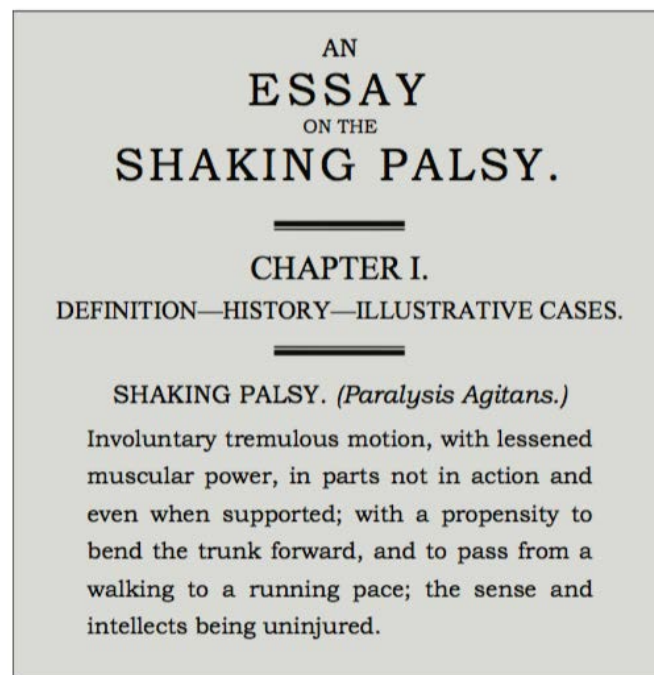 AN
ESSAY
ON THE
SHAKING PALSY.
CHAPTER I.
DEFINITION—HISTORY—ILLUSTRATIVE CASES.
SHAKING PALSY. (Paralysis Agitans.)
Involuntary tremulous motion, with lessened
muscular power, in parts not in action and
even when supported; with a propensity to
bend the trunk forward, and to pass from a
walking to a running pace; the sense and
intellects being uninjured.